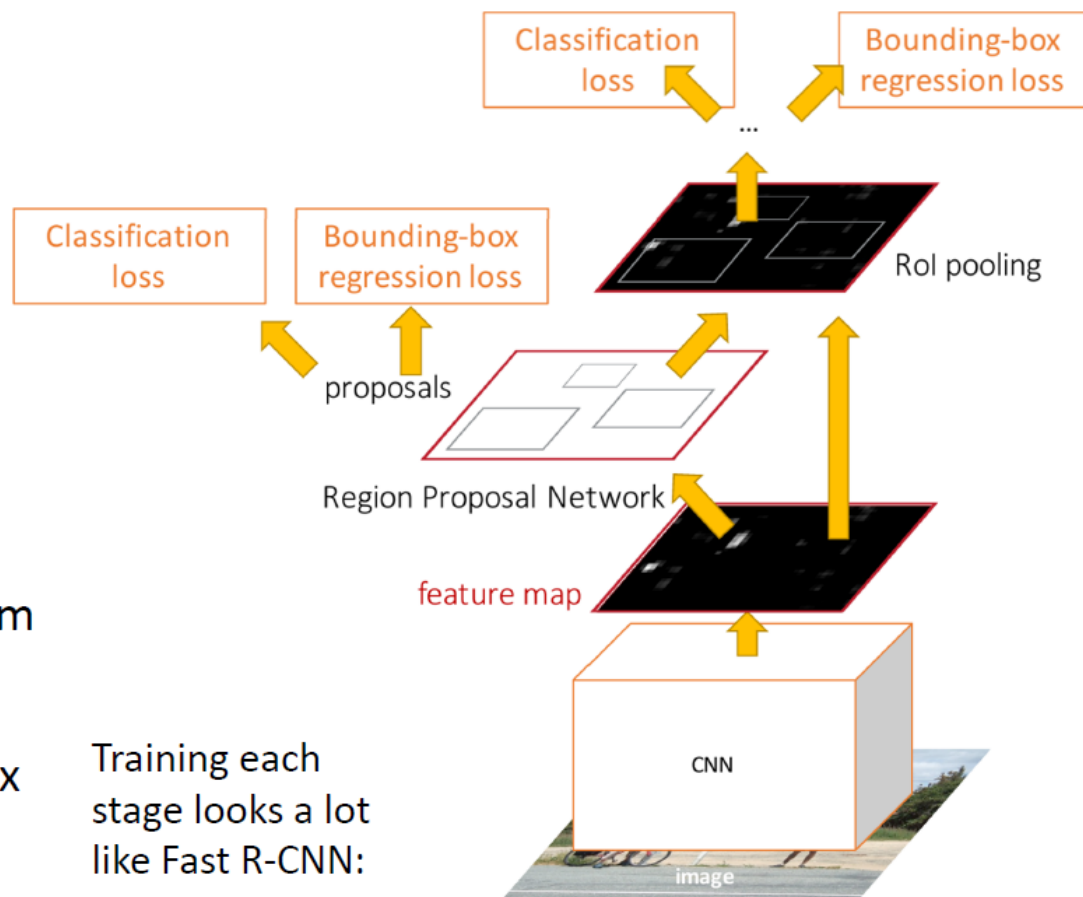 Classification
loss
Bounding-box
regression loss
...
Classification
loss
Bounding-box
regression loss
RoI pooling
proposals
Region Proposal Network
feature map
m
x
CNN
Training each
stage looks a lot
like Fast R-CNN:
image